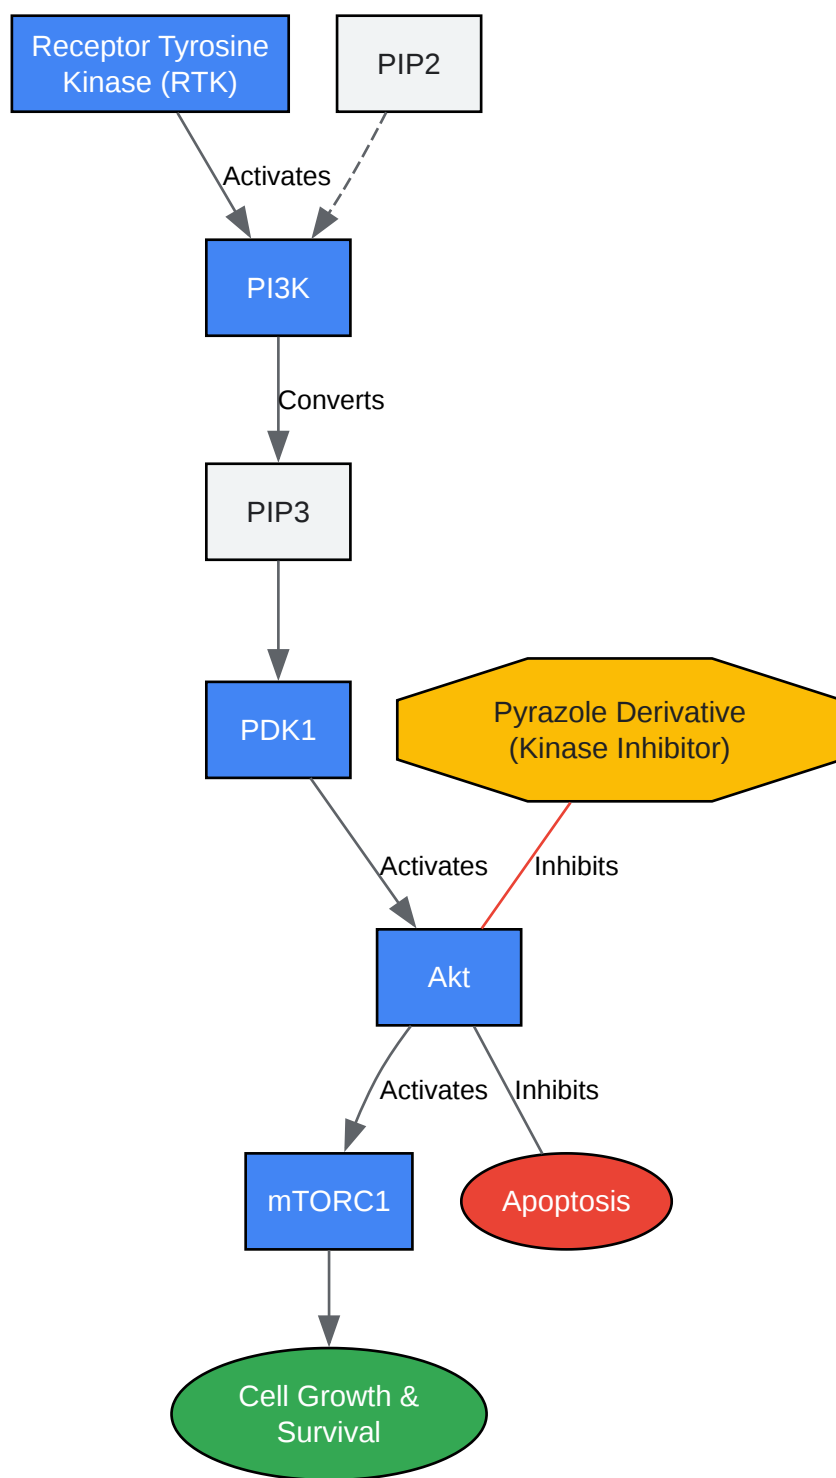 Receptor Tyrosine
Kinase (RTK)
PIP2
Activates
PI3K
Converts
PIP3
PDK1
Pyrazole Derivative
(Kinase Inhibitor)
Activates
Inhibits
Akt
Activates
Inhibits
mTORC1
Apoptosis
Cell Growth &
Survival